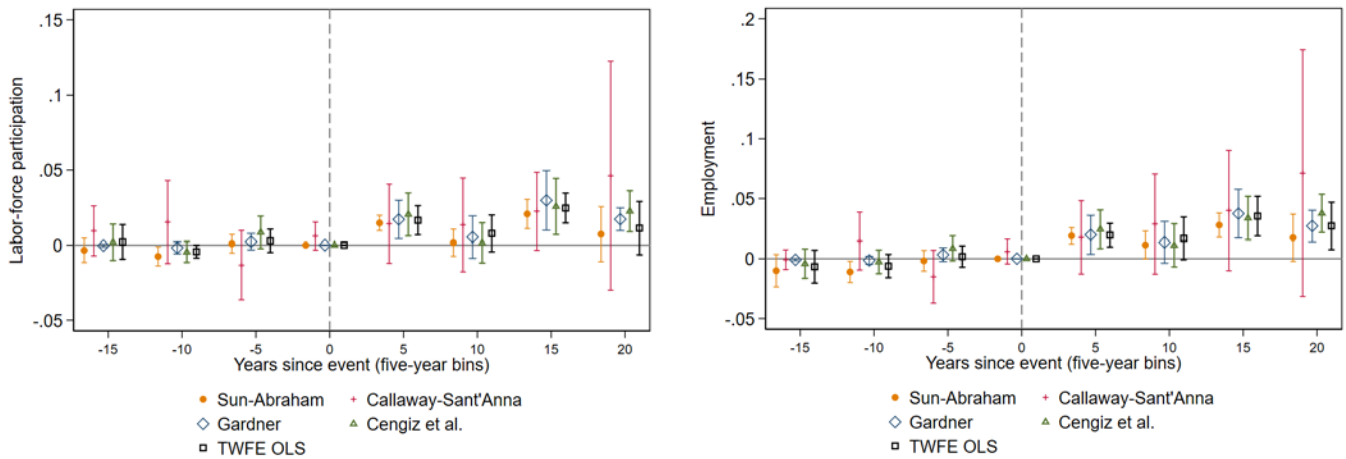 Labor-force participation
.15
.1
.05
0
-.05
-15 -10 -5 0 5 10 15 20
Years since event (five-year bins)
Sun-Abraham Callaway-Sant'Anna
Gardner Cengiz et al.
TWFE OLS
Employment
.2
.15
.1
.05
0
-.05
-15 -10 -5 0 5 10 15 20
Years since event (five-year bins)
Sun-Abraham Callaway-Sant'Anna
Gardner Cengiz et al.
TWFE OLS